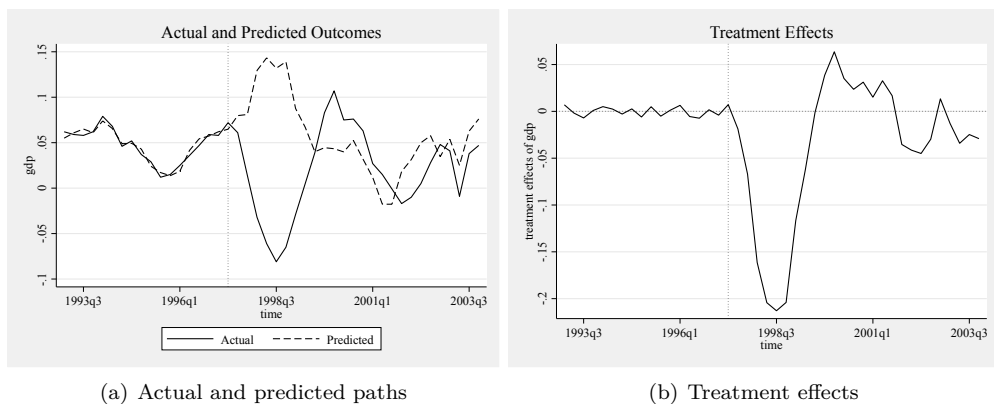 Actual and Predicted Outcomes
.15
.1
.05
0
-.05
-.1
gdp
1993q3 1996q1 1998q3 2001q1 2003q3
time
Actual Predicted
(a) Actual and predicted paths
Treatment Effects
.05
0
-.05
-.1
-.15
-.2
treatment effects of gdp
1993q3 1996q1 1998q3 2001q1 2003q3
time
(b) Treatment effects